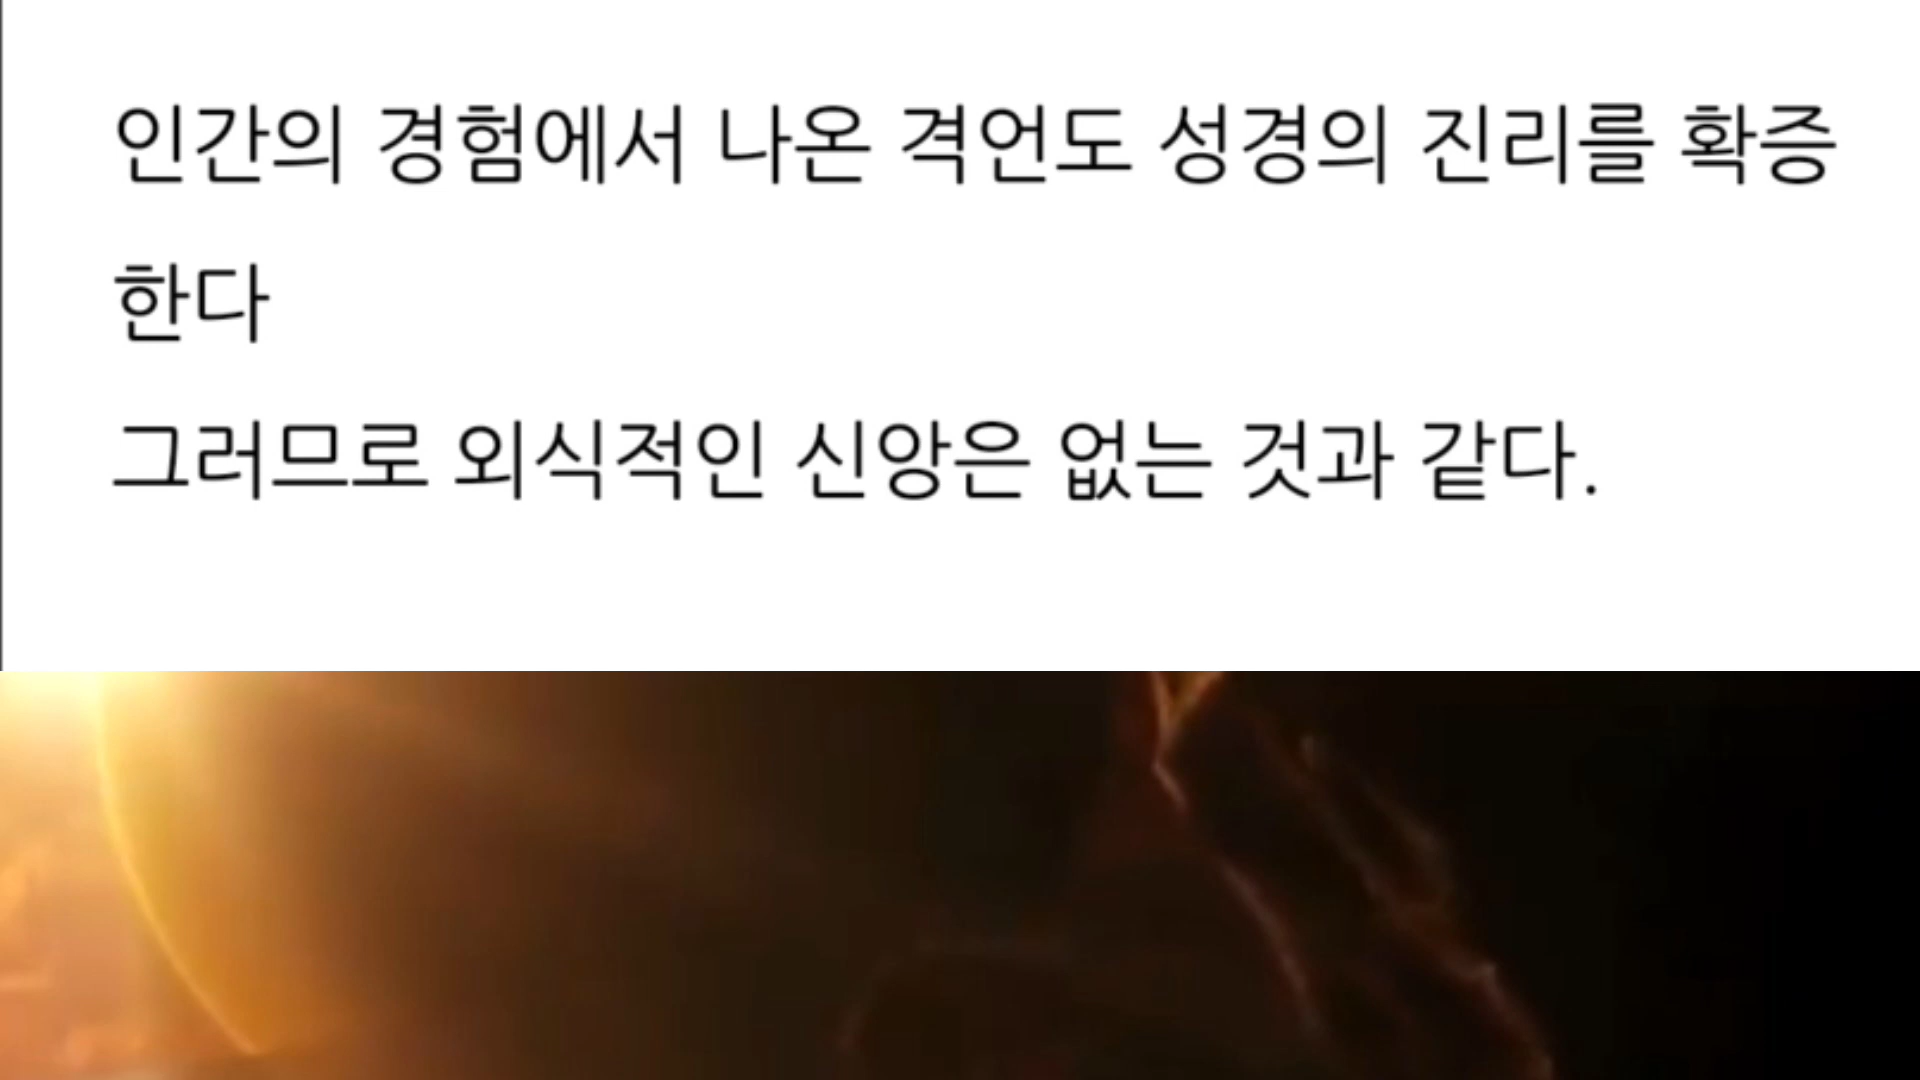 인간의 경험에서 나온 격언도 성경의 진리를 확증
한다
그러므로 외식적인 신앙은 없는 것과 같다.